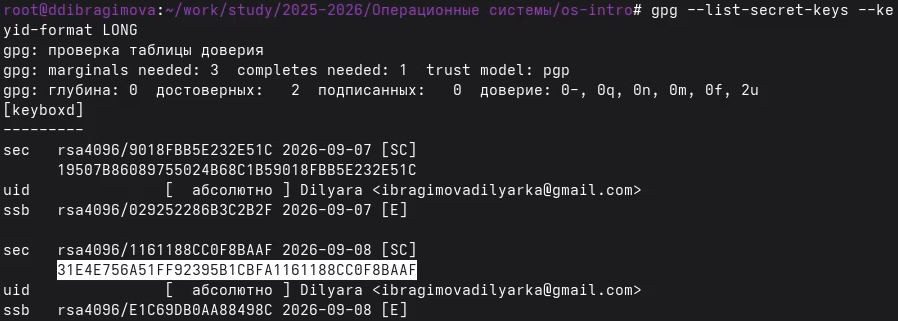 root@ddibragimova:~/work/study/2025-2026/Операционные системы/os-intro# gpg --list-secret-keys --ke
yid-format LONG
gpg: проверка таблицы доверия
gpg: marginals needed: 3  completes needed: 1  trust model: pgp
gpg: глубина: 0  достоверных:   2  подписанных:   0  доверие: 0-, 0q, 0n, 0m, 0f, 2u
[keyboxd]
---------
sec   rsa4096/9018FBB5E232E51C 2026-09-07 [SC]
      19507B86089755024B68C1B59018FBB5E232E51C
uid               [  абсолютно ] Dilyara <ibragimovadilyarka@gmail.com>
ssb   rsa4096/029252286B3C2B2F 2026-09-07 [E]
sec   rsa4096/1161188CC0F8BAAF 2026-09-08 [SC]
      31E4E756A51FF92395B1CBFA1161188CC0F8BAAF
uid               [  абсолютно ] Dilyara <ibragimovadilyarka@gmail.com>
ssb   rsa4096/E1C69DB0AA88498C 2026-09-08 [E]